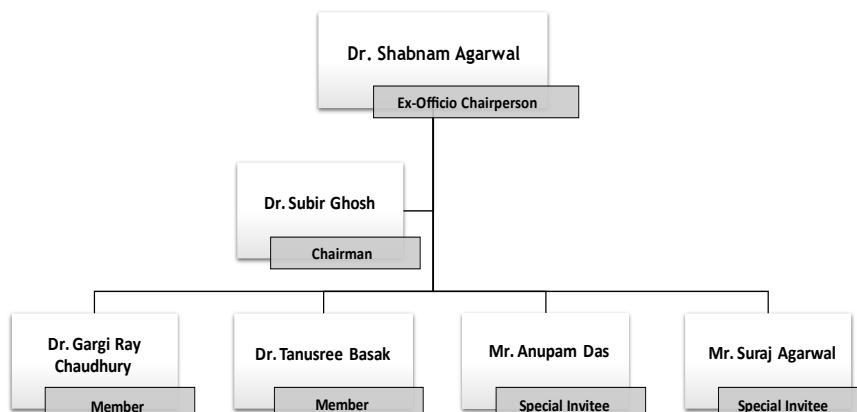 Dr. Shabnam Agarwal
Ex-Officio Chairperson
Dr. Subir Ghosh
Chairman
Dr. Gargi Ray
Chaudhury
Member
Dr. Tanusree Basak
Member
Mr. Anupam Das
Special Invitee
Mr. Suraj Agarwal
Special Invitee